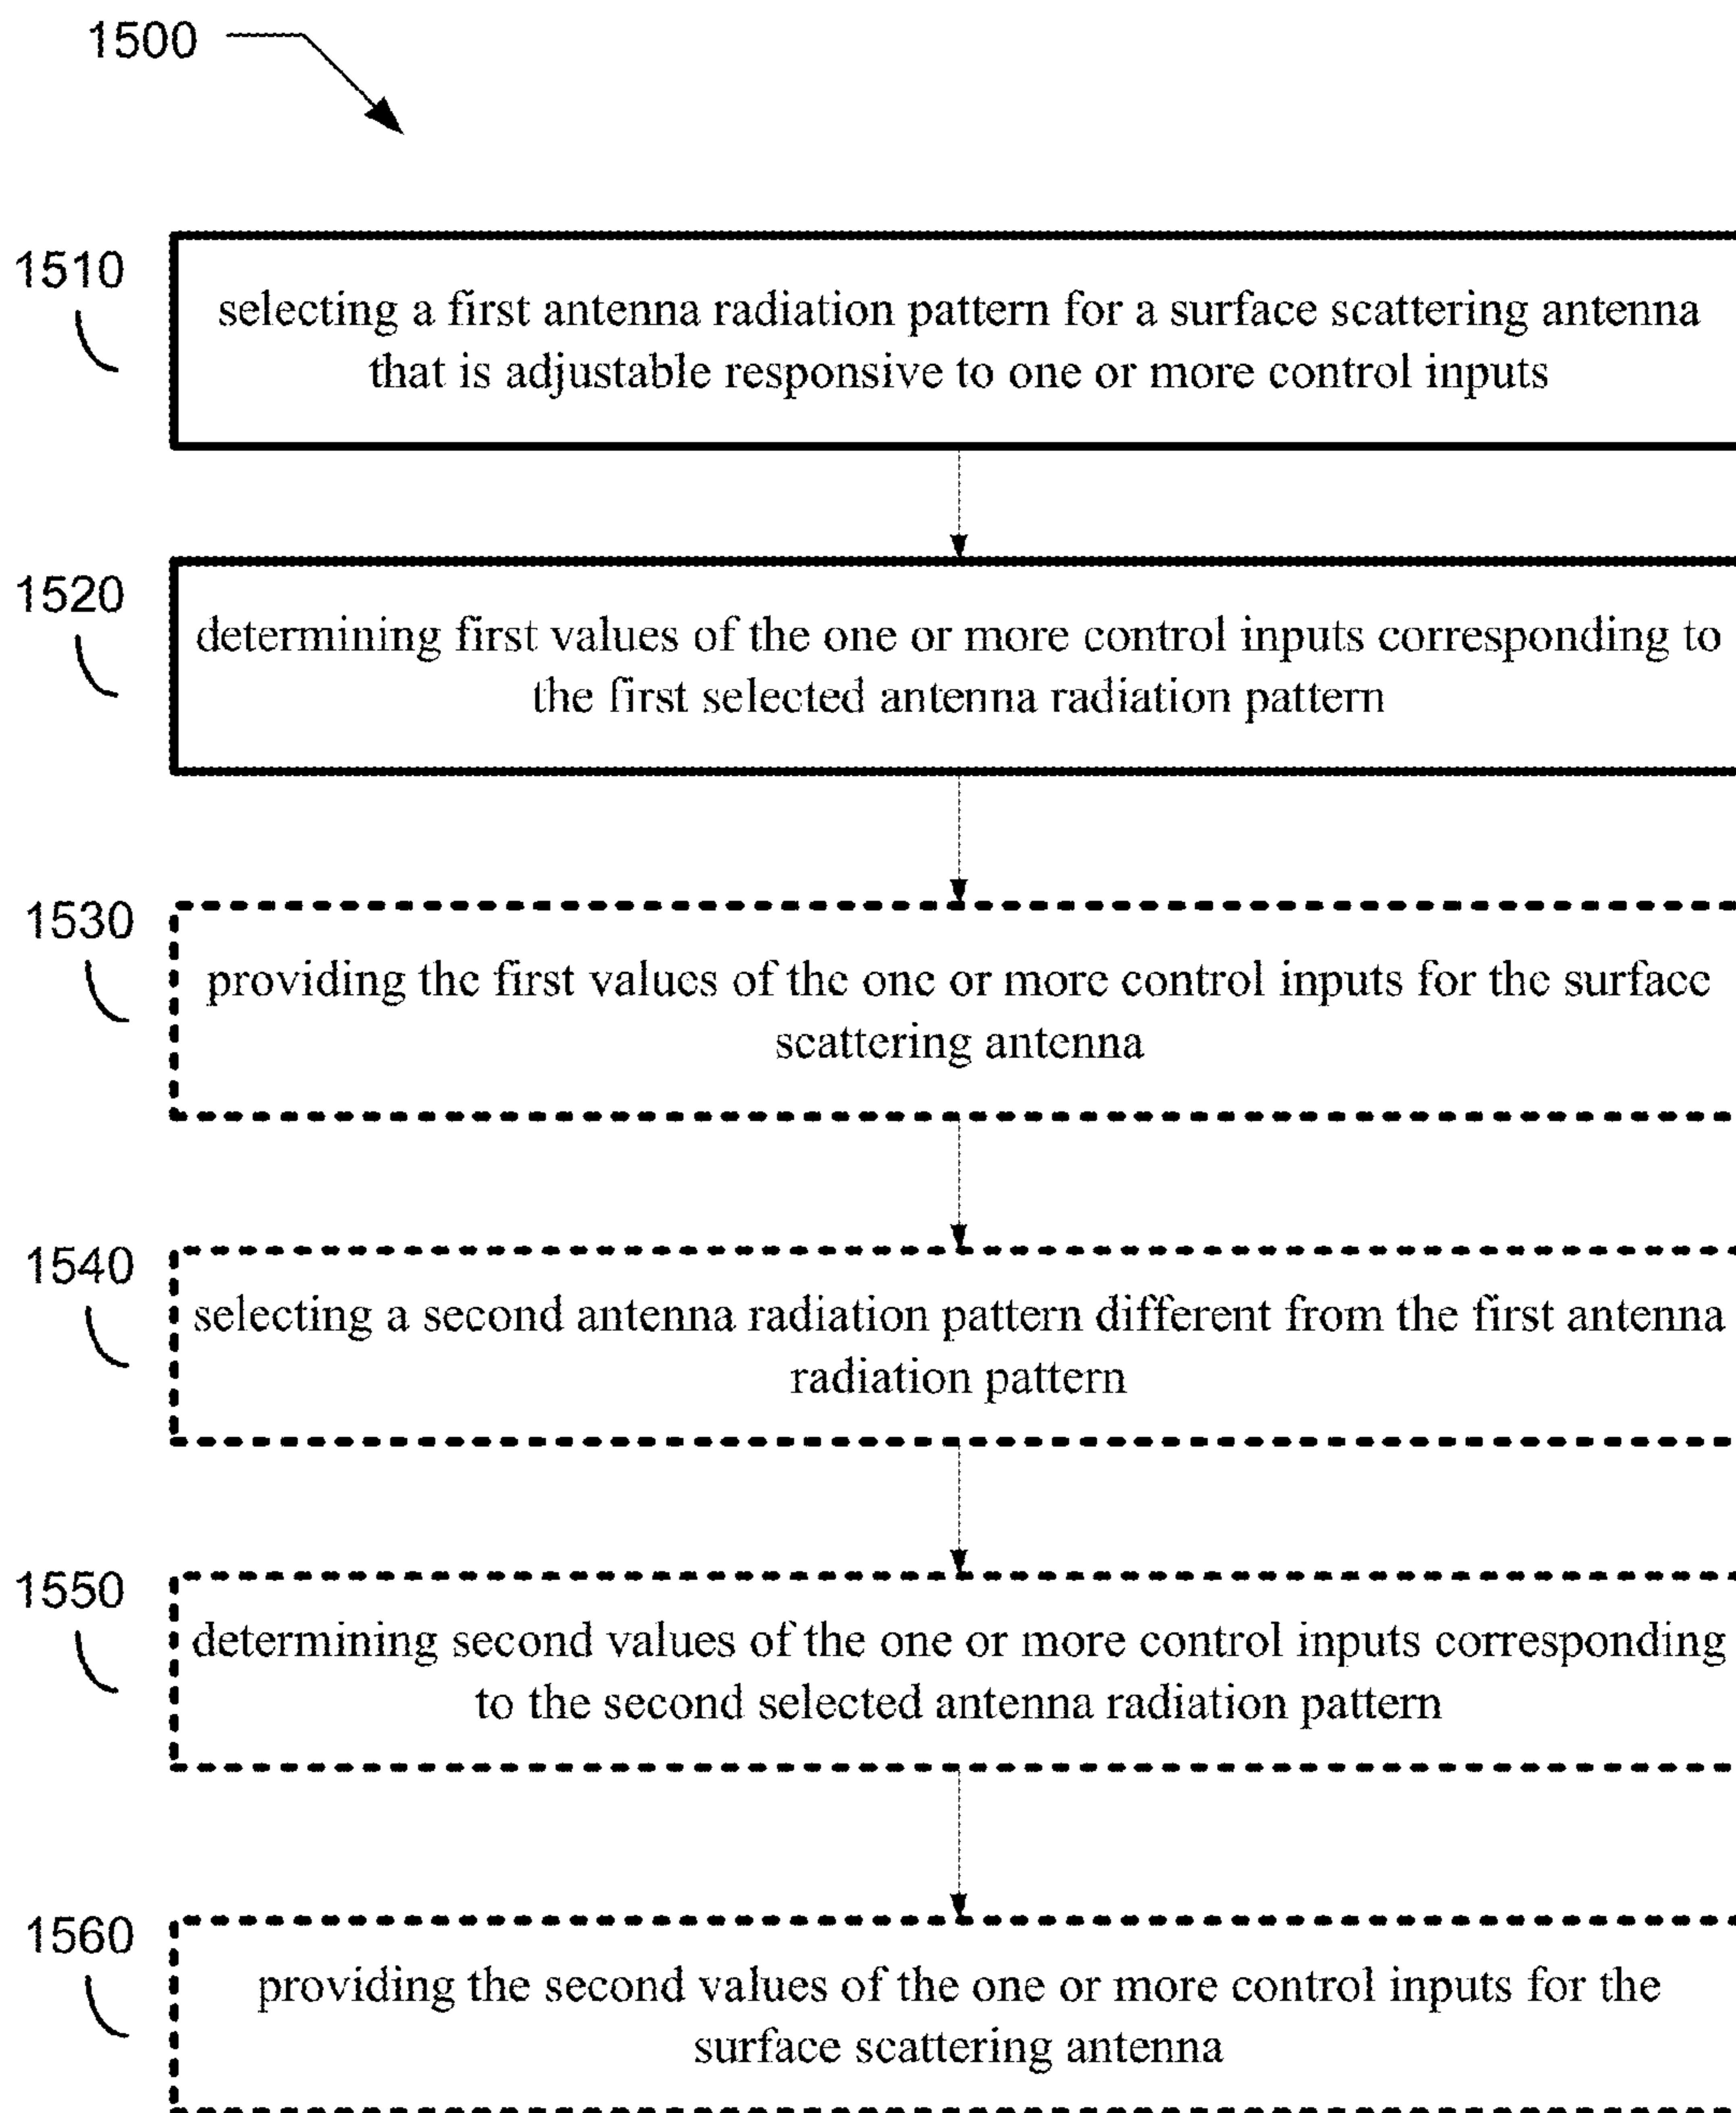 1500
1510
selecting a first antenna radiation pattern for a surface scattering antenna
that is adjustable responsive to one or more control inputs
1520
determining first values of the one or more control inputs corresponding to
the first selected antenna radiation pattern
1530
providing the first values of the one or more control inputs for the surface
scattering antenna
1540
selecting a second antenna radiation pattern different from the first antenna
radiation pattern
1550
determining second values of the one or more control inputs corresponding
to the second selected antenna radiation pattern
1560
providing the second values of the one or more control inputs for the
surface scattering antenna